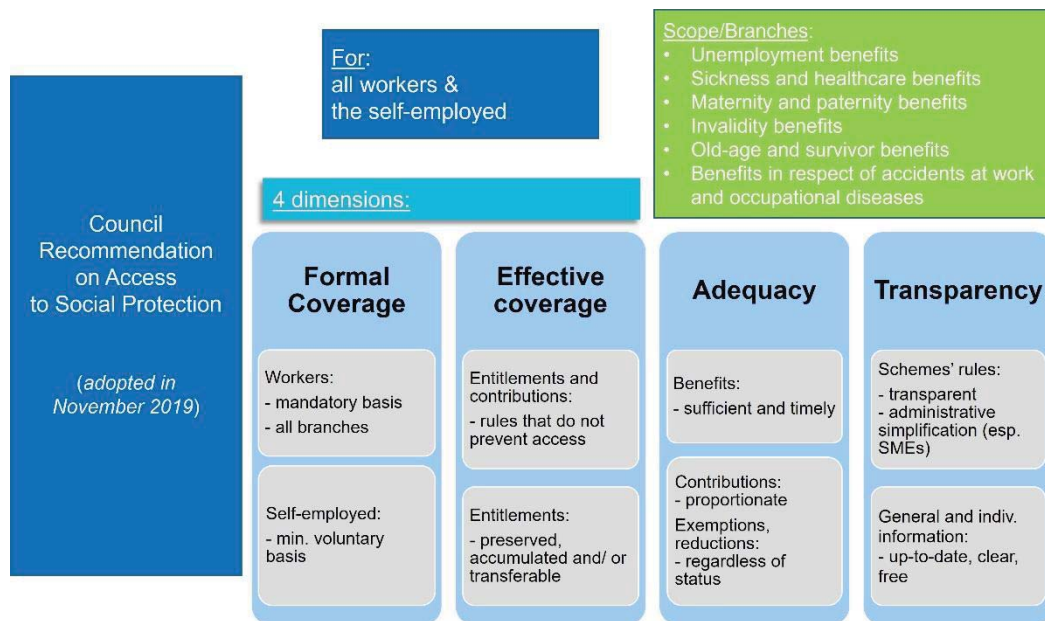 Council
Recommendation
on Access
to Social Protection
(adopted in
November 2019)
For:
all workers &
the self-employed
Scope/Branches:
• Unemployment benefits
• Sickness and healthcare benefits
• Maternity and paternity benefits
• Invalidity benefits
• Old-age and survivor benefits
• Benefits in respect of accidents at work
and occupational diseases
4 dimensions:
Formal
Coverage
Workers:
- mandatory basis
- all branches
Self-employed:
- min. voluntary
basis
Effective
coverage
Entitlements and
contributions:
- rules that do not
prevent access
Entitlements:
- preserved,
accumulated and/ or
transferable
Adequacy
Benefits:
- sufficient and timely
Contributions:
- proportionate
Exemptions,
reductions:
- regardless of
status
Transparency
Schemes' rules:
- transparent
- administrative
simplification (esp.
SMEs)
General and indiv.
information:
- up-to-date, clear,
free